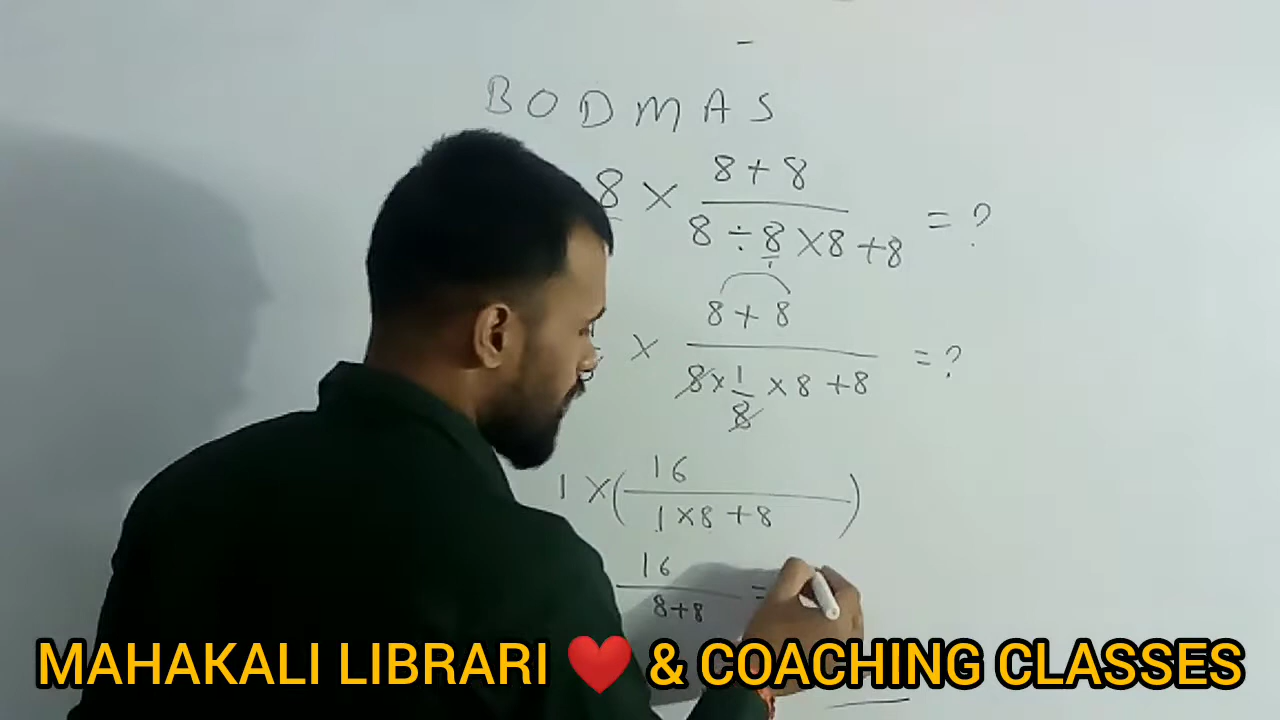 BODMAS
8 × 8 + 8
8 ÷ 8 × 8 + 8 = ?
1
8 + 8
× 8 × 1/8 × 8 + 8 = ?
1 × ( 16
1 × 8 + 8 )
16
8 + 8 =
MAHAKALI LIBRARI ❤️ & COACHING CLASSES